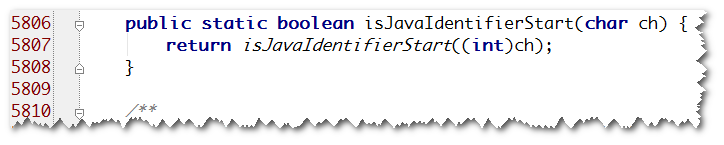 5806 public static boolean isJavaIdentifierStart(char ch) {
5807 return isJavaIdentifierStart((int)ch);
5808 }
5809
5810 /**